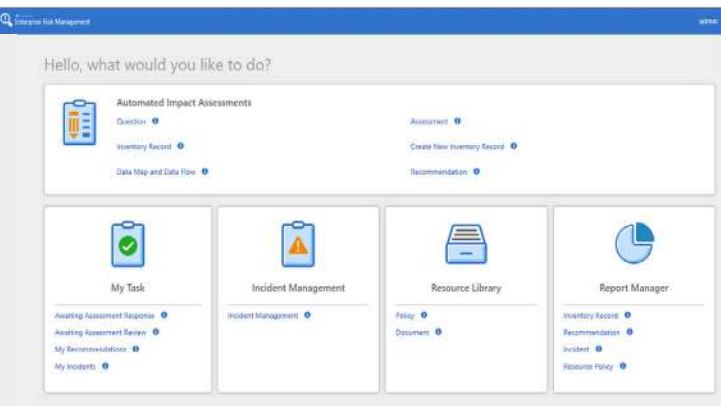 Enterprise Risk Management
admin
Hello, what would you like to do?
Automated Impact Assessments
Question
Assessment
Inventory Record
Create New Inventory Record
Data Map and Data Flow
Recommendation
My Task
Incident Management
Resource Library
Report Manager
Awaiting Assessment Response
Awaiting Assessment Review
My Recommendations
My Incidents
Incident Management
Policy
Document
Inventory Record
Recommendation
Incident
Resource Policy